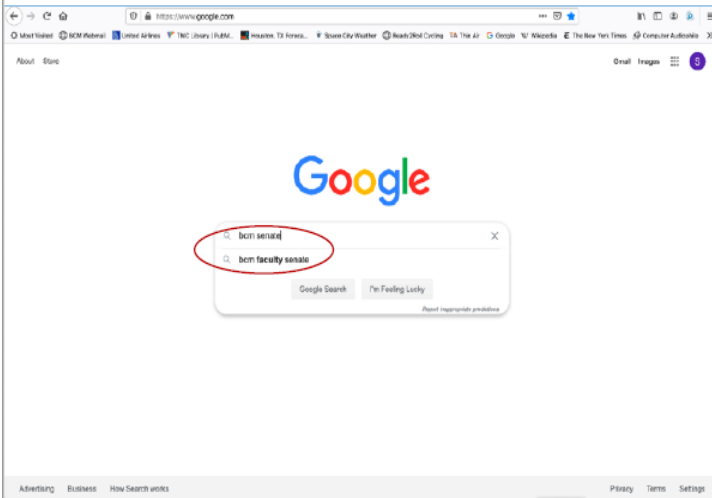 https://www.google.com
Most Visited BCM Webmail United Airlines TMC Library | PubM... Houston, TX Foreca... Space City Weather Ready2Roll Cycling TA The Air Google Wikipedia The New York Times Computer Audiophile
About Store
Gmail Images S
Google
bcm senate
bcm faculty senate
Google Search I'm Feeling Lucky
Report inappropriate predictions
Advertising Business How Search works
Privacy Terms Settings